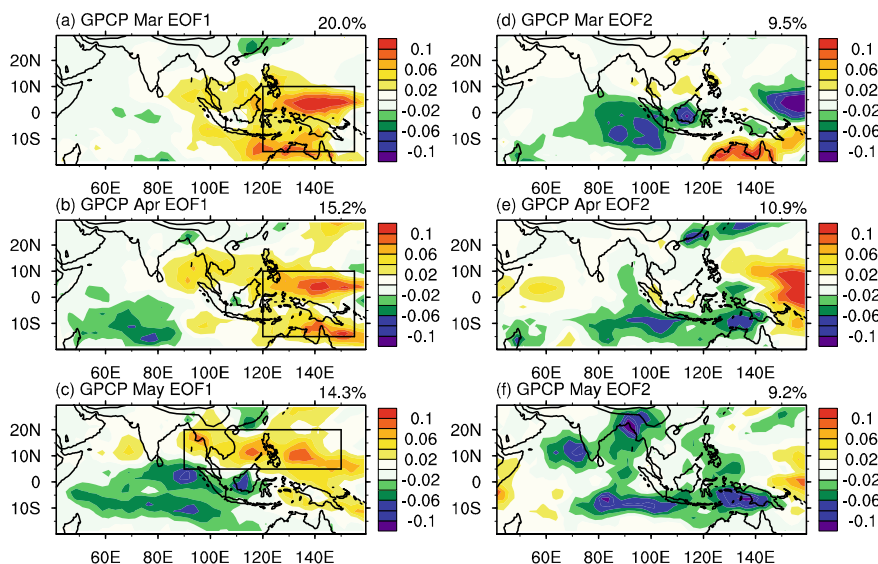 (a) GPCP Mar EOF1 20.0%
20N
10N
0
10S
60E 80E 100E 120E 140E
0.1
0.06
0.02
-0.02
-0.06
-0.1
(d) GPCP Mar EOF2 9.5%
20N
10N
0
10S
60E 80E 100E 120E 140E
0.1
0.06
0.02
-0.02
-0.06
-0.1
(b) GPCP Apr EOF1 15.2%
20N
10N
0
10S
60E 80E 100E 120E 140E
0.1
0.06
0.02
-0.02
-0.06
-0.1
(e) GPCP Apr EOF2 10.9%
20N
10N
0
10S
60E 80E 100E 120E 140E
0.1
0.06
0.02
-0.02
-0.06
-0.1
(c) GPCP May EOF1 14.3%
20N
10N
0
10S
60E 80E 100E 120E 140E
0.1
0.06
0.02
-0.02
-0.06
-0.1
(f) GPCP May EOF2 9.2%
20N
10N
0
10S
60E 80E 100E 120E 140E
0.1
0.06
0.02
-0.02
-0.06
-0.1